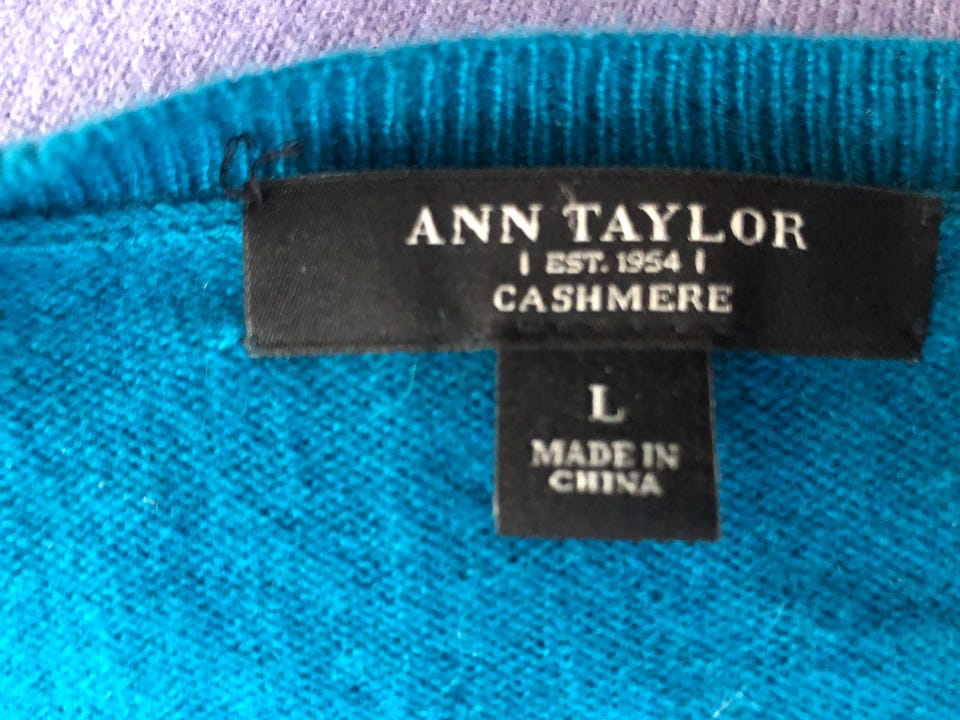 ANN TAYLOR
| EST. 1954 |
CASHMERE
L
MADE IN
CHINA